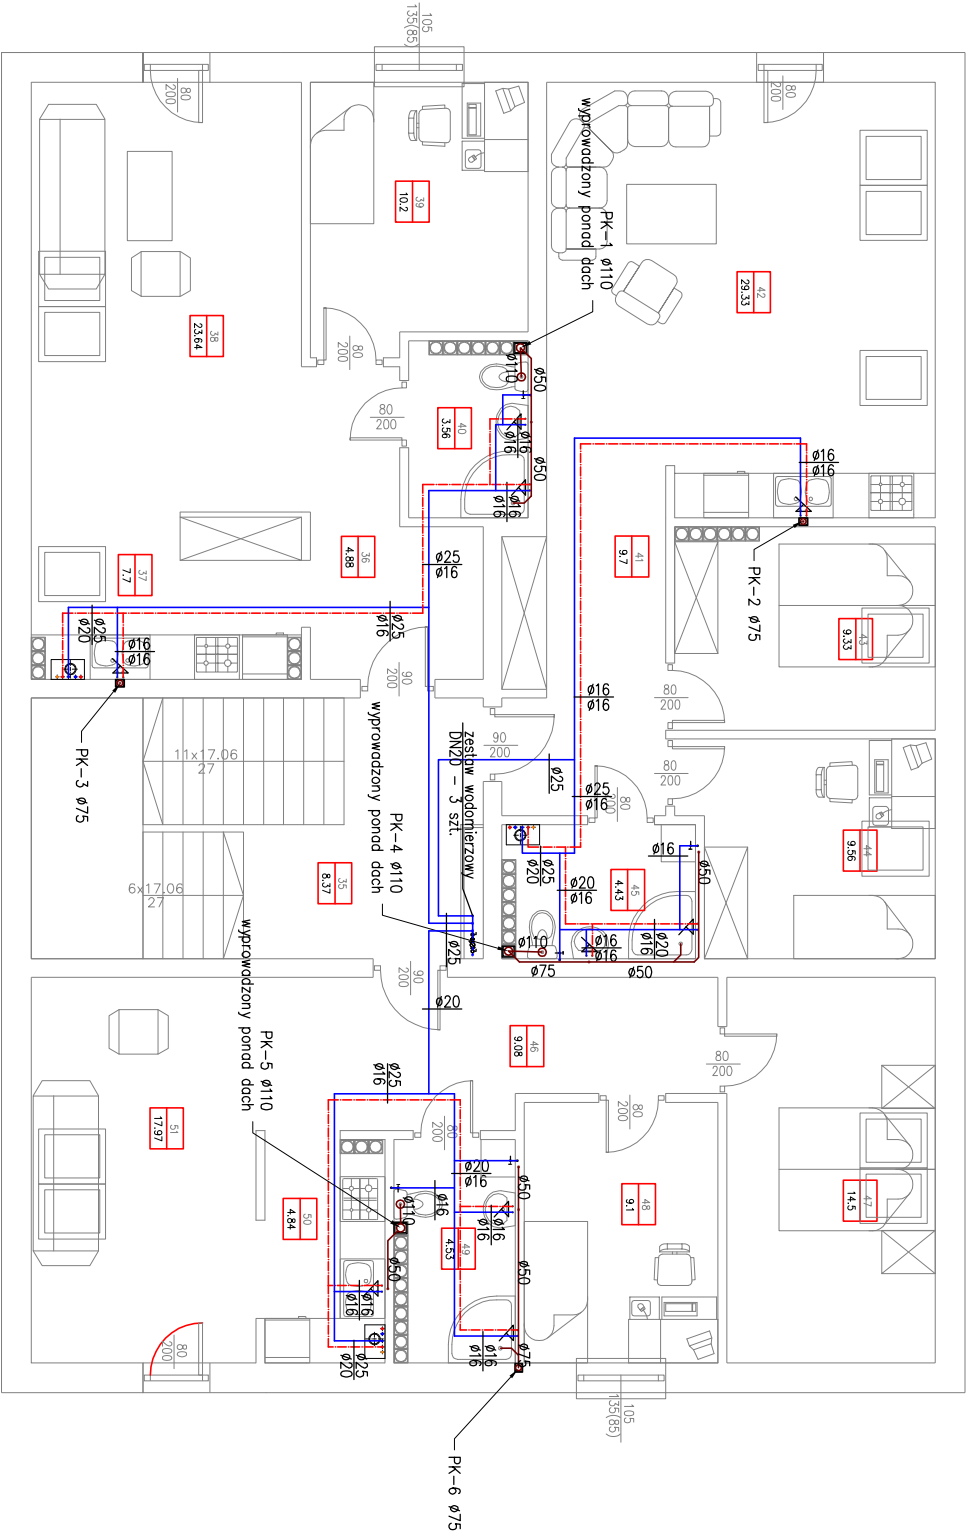 105
135(85)
80
200
80
200
39
10.2
wyprowadzony ponad dach
PK-1 ø110
42
29.33
38
23.64
80
200
ø110
ø50
80
200
40
3.56
ø16
ø16
ø50
ø16
ø16
ø16
ø16
36
4.88
ø25
ø16
41
9.7
37
7.7
PK-2 ø75
43
9.33
ø25
ø20
ø16
ø16
ø25
ø16
90
200
80
200
ø16
ø16
PK-3 ø75
11x17.06
27
90
200
80
200
zestaw wodomierzowy
DN20 - 3 szt.
ø25
ø25
ø16
80
200
wyprowadzony ponad dach
PK-4 ø110
6x17.06
27
35
8.37
ø25
ø20
ø20
ø16
45
4.43
ø16
ø50
44
9.56
ø25
ø110
ø75
ø16
ø16
ø20
ø16
ø50
90
200
ø20
wyprowadzony ponad dach
PK-5 ø110
46
9.08
80
200
ø25
ø16
80
200
80
200
51
17.97
50
4.84
ø110
ø16
ø20
ø16
ø50
48
9.1
47
14.5
ø16
ø16
49
4.53
ø50
ø50
ø16
ø16
ø25
ø20
ø16
ø16
ø75
80
200
105
135(85)
PK-6 ø75